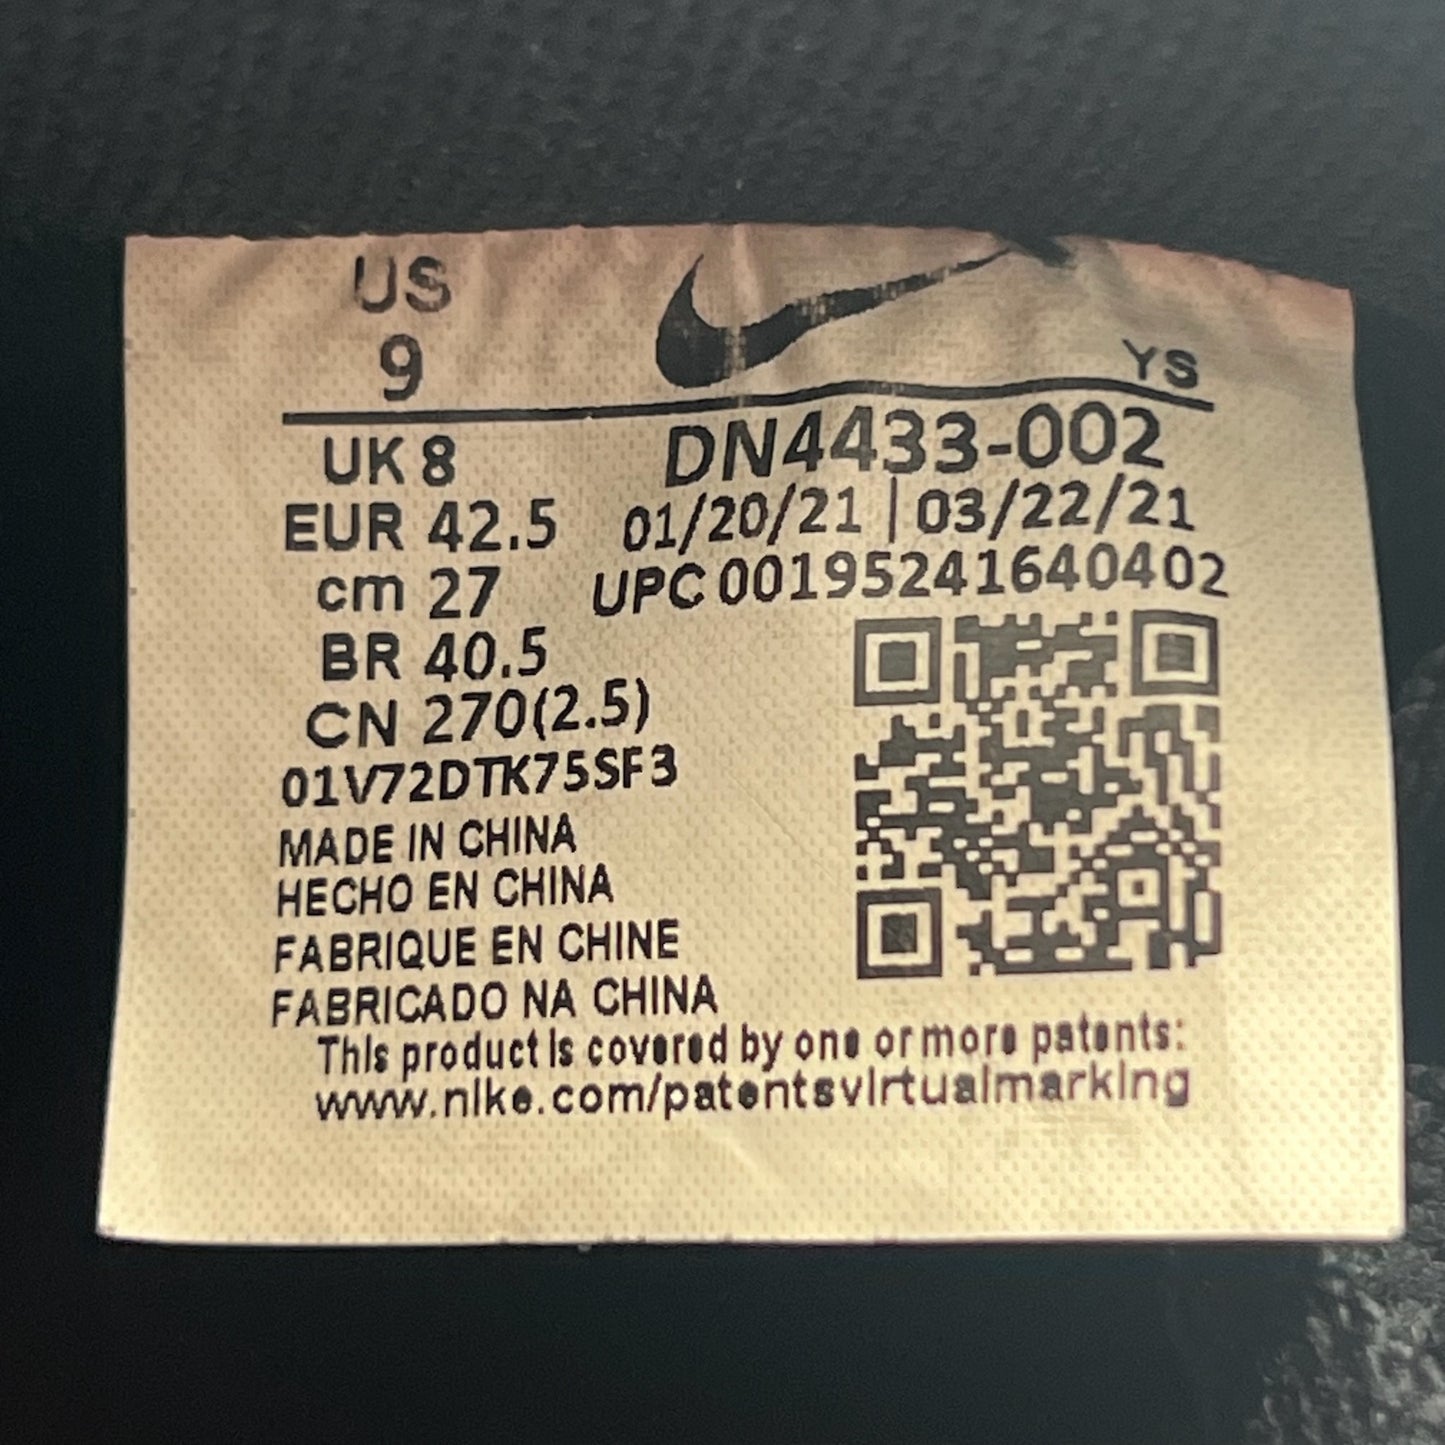 US
9
YS
UK 8
DN4433-002
EUR 42.5
01/20/21 | 03/22/21
cm 27
UPC 00195241640402
BR 40.5
CN 270(2.5)
01V72DTK75SF3
MADE IN CHINA
HECHO EN CHINA
FABRIQUE EN CHINE
FABRICADO NA CHINA
This product is covered by one or more patents:
www.nike.com/patentsvirtualmarking